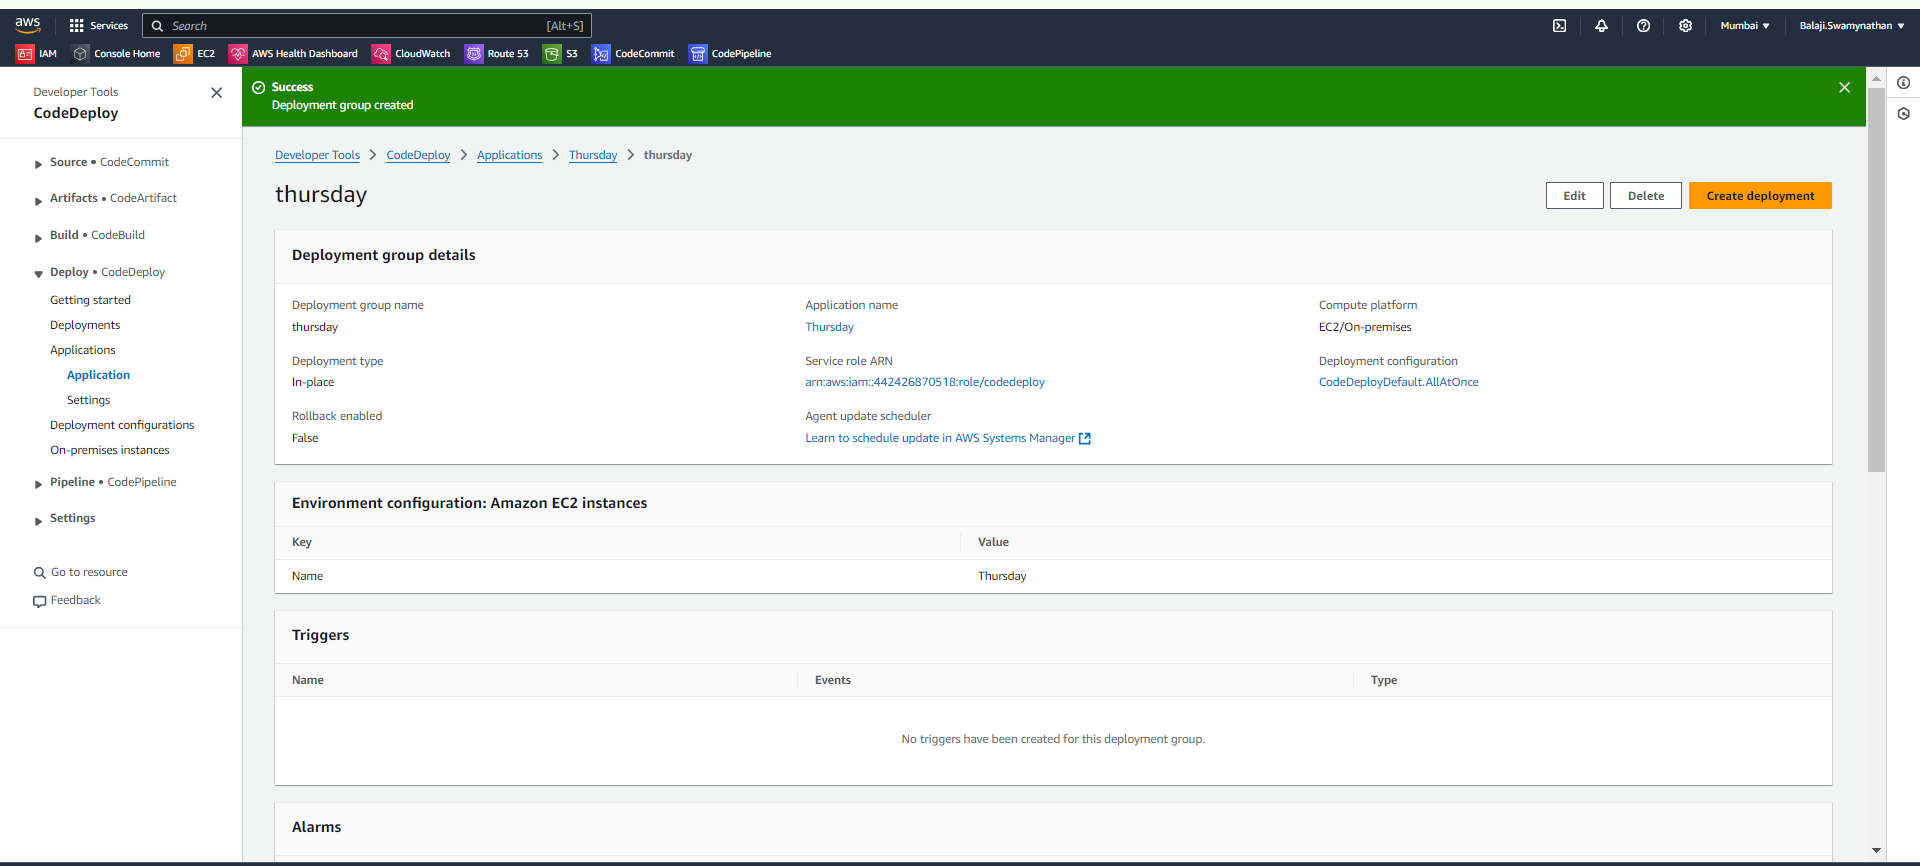 aws
Services
Search
[Alt+S]
Mumbai
Balaji.Swamynathan
IAM
Console Home
EC2
AWS Health Dashboard
CloudWatch
Route 53
S3
CodeCommit
CodePipeline
Developer Tools
CodeDeploy
Source • CodeCommit
Artifacts • CodeArtifact
Build • CodeBuild
Deploy • CodeDeploy
Getting started
Deployments
Applications
Application
Settings
Deployment configurations
On-premises instances
Pipeline • CodePipeline
Settings
Go to resource
Feedback
Success
Deployment group created
Developer Tools > CodeDeploy > Applications > Thursday > thursday
thursday
Edit
Delete
Create deployment
Deployment group details
Deployment group name
thursday
Application name
Thursday
Compute platform
EC2/On-premises
Deployment type
In-place
Service role ARN
arn:aws:iam::442426870518:role/codedeploy
Deployment configuration
CodeDeployDefault.AllAtOnce
Rollback enabled
False
Agent update scheduler
Learn to schedule update in AWS Systems Manager
Environment configuration: Amazon EC2 instances
Key
Value
Name
Thursday
Triggers
Name
Events
Type
No triggers have been created for this deployment group.
Alarms